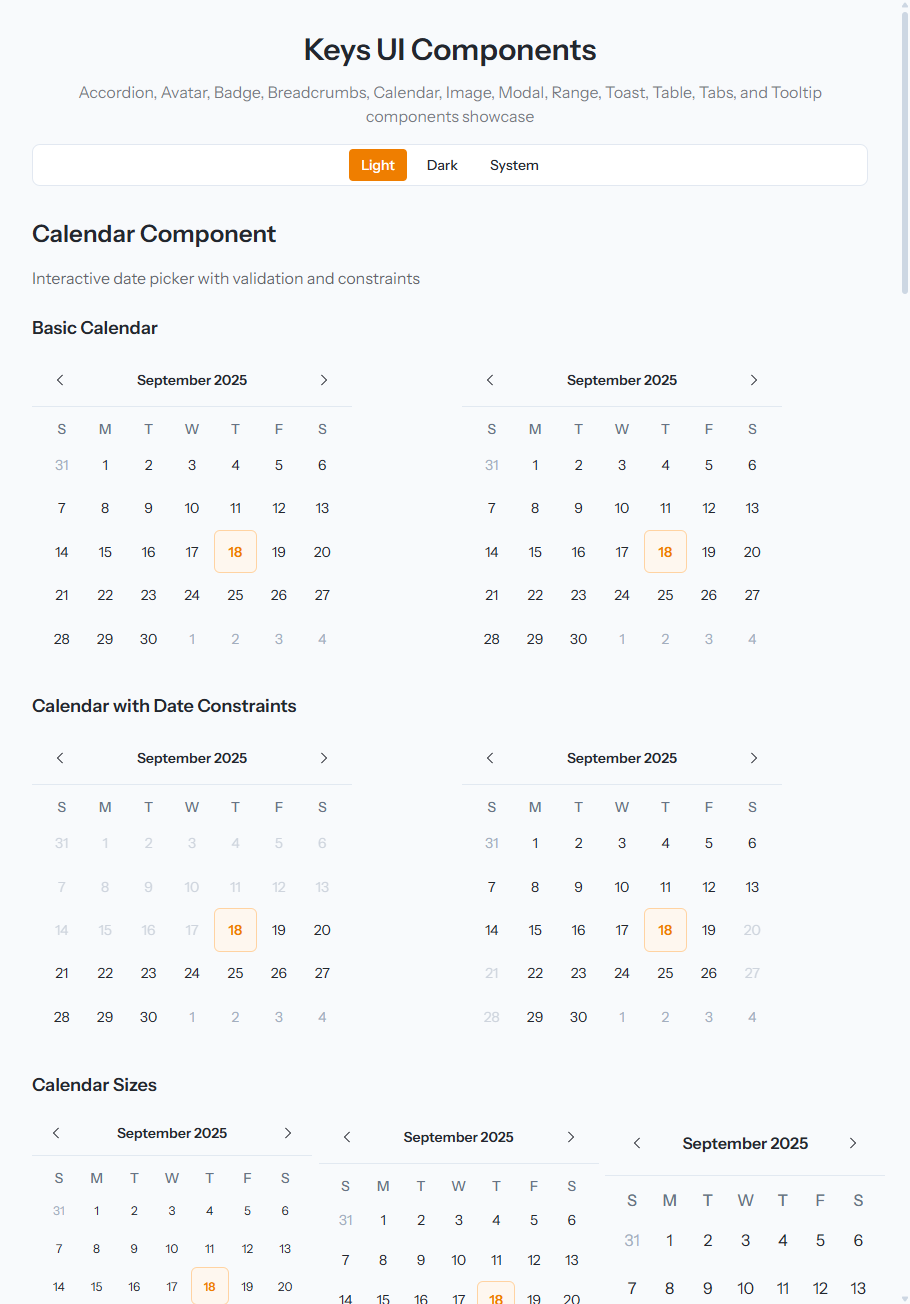 Keys UI Components
Accordion, Avatar, Badge, Breadcrumbs, Calendar, Image, Modal, Range, Toast, Table, Tabs, and Tooltip
components showcase
Light Dark System
Calendar Component
Interactive date picker with validation and constraints
Basic Calendar
September 2025
S M T W T F S
31 1 2 3 4 5 6
7 8 9 10 11 12 13
14 15 16 17 18 19 20
21 22 23 24 25 26 27
28 29 30 1 2 3 4
September 2025
S M T W T F S
31 1 2 3 4 5 6
7 8 9 10 11 12 13
14 15 16 17 18 19 20
21 22 23 24 25 26 27
28 29 30 1 2 3 4
Calendar with Date Constraints
September 2025
S M T W T F S
31 1 2 3 4 5 6
7 8 9 10 11 12 13
14 15 16 17 18 19 20
21 22 23 24 25 26 27
28 29 30 1 2 3 4
September 2025
S M T W T F S
31 1 2 3 4 5 6
7 8 9 10 11 12 13
14 15 16 17 18 19 20
21 22 23 24 25 26 27
28 29 30 1 2 3 4
Calendar Sizes
September 2025
S M T W T F S
31 1 2 3 4 5 6
7 8 9 10 11 12 13
14 15 16 17 18 19 20
September 2025
S M T W T F S
31 1 2 3 4 5 6
7 8 9 10 11 12 13
14 15 16 17 18 19 20
September 2025
S M T W T F S
31 1 2 3 4 5 6
7 8 9 10 11 12 13